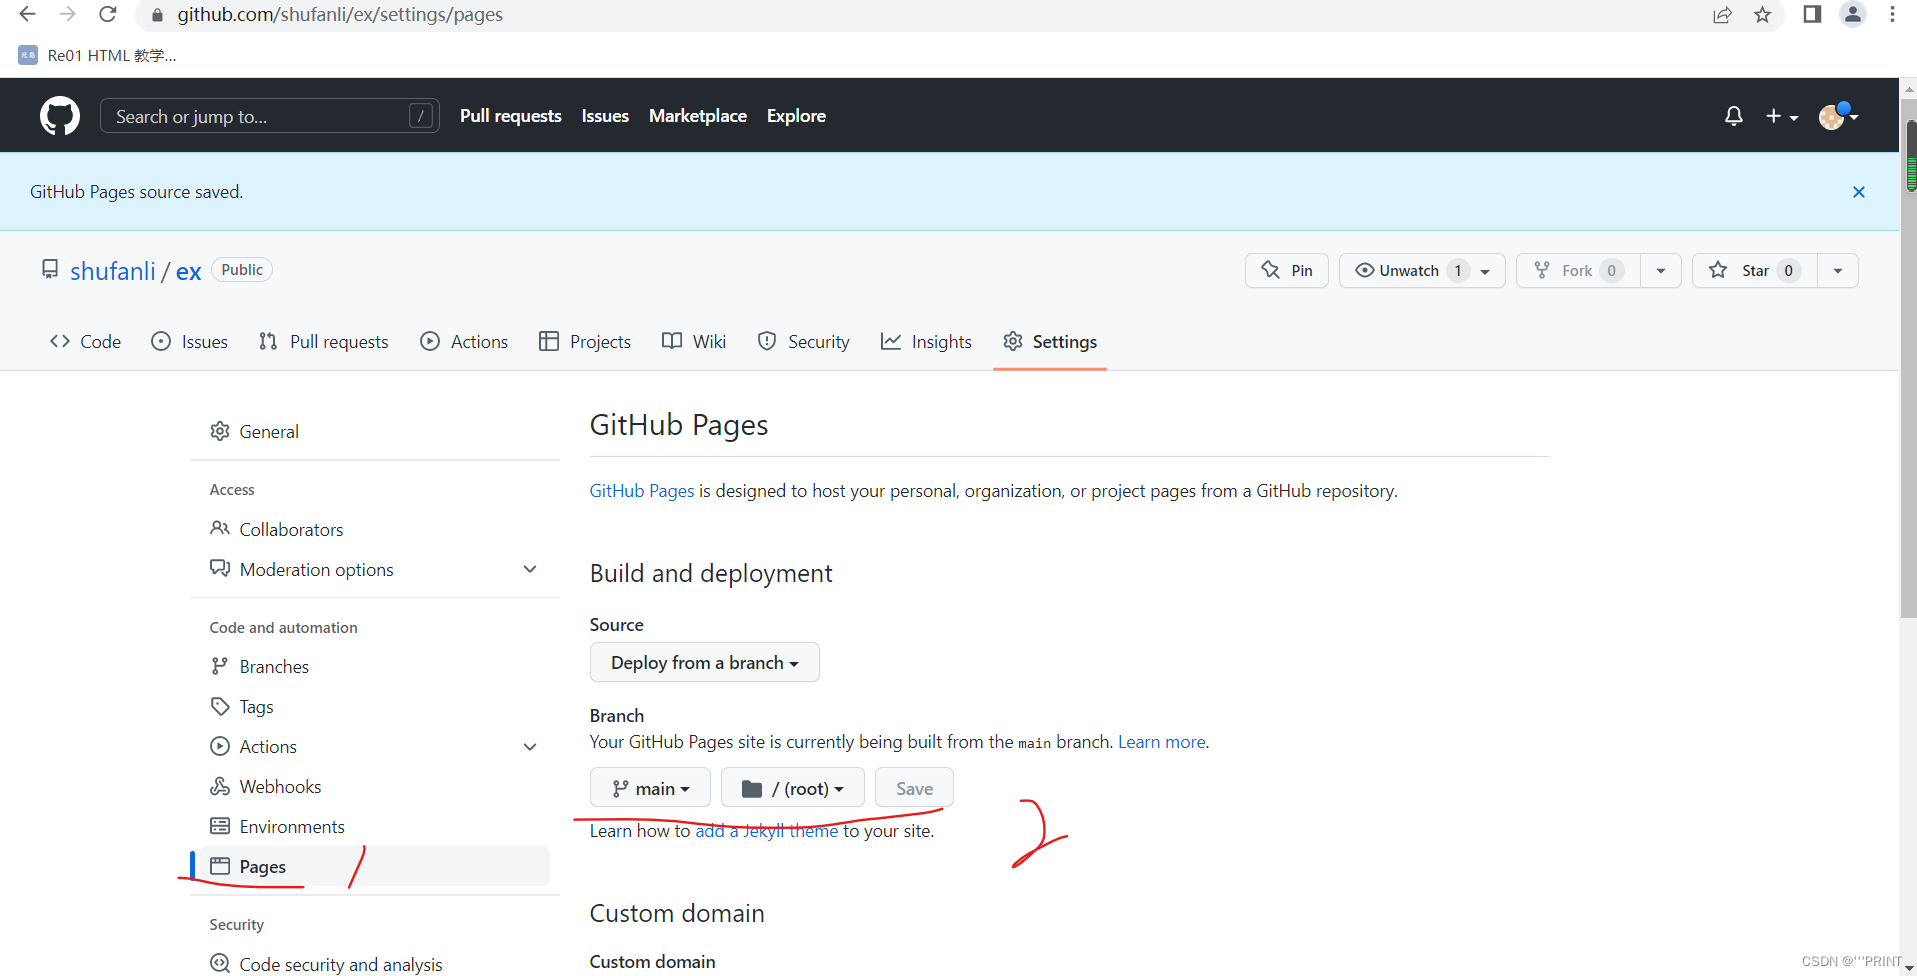 github.com/shufanli/ex/settings/pages
Re01 HTML 教学...
Search or jump to... /
Pull requests Issues Marketplace Explore
GitHub Pages source saved.
shufanli / ex Public
Pin Unwatch 1 Fork 0 Star 0
Code Issues Pull requests Actions Projects Wiki Security Insights Settings
General
Access
Collaborators
Moderation options
Code and automation
Branches
Tags
Actions
Webhooks
Environments
Pages 1
Security
Code security and analysis
GitHub Pages
GitHub Pages is designed to host your personal, organization, or project pages from a GitHub repository.
Build and deployment
Source
Deploy from a branch
Branch
Your GitHub Pages site is currently being built from the main branch. Learn more.
main / (root) Save
2
Learn how to add a Jekyll theme to your site.
Custom domain
Custom domain
CSDN @'''PRINT